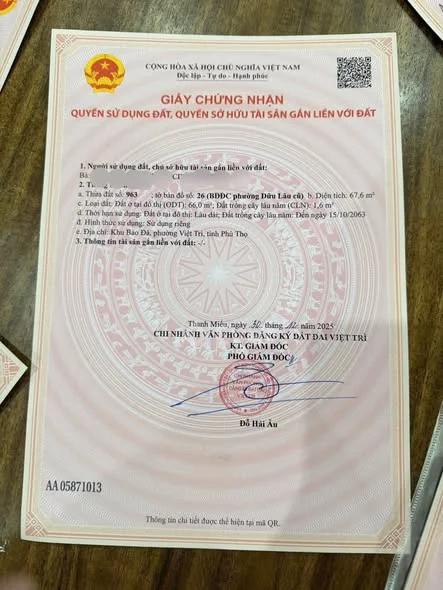 CỘNG HÒA XÃ HỘI CHỦ NGHĨA VIỆT NAM
Độc lập - Tự do - Hạnh phúc
GIẤY CHỨNG NHẬN
QUYỀN SỬ DỤNG ĐẤT, QUYỀN SỞ HỮU TÀI SẢN GẮN LIỀN VỚI ĐẤT
1. Người sử dụng đất, chủ sở hữu tài sản gắn liền với đất:
Bà:
a. Thửa đất số: 963 ; tờ bản đồ số: 26 (BĐĐC phường Dữu Lâu cũ) b. Diện tích: 67,6 m²
c. Loại đất: Đất ở tại đô thị (ODT): 66,0 m²; Đất trồng cây lâu năm (CLN): 1,6 m²
d. Thời hạn sử dụng: Đất ở tại đô thị: Lâu dài; Đất trồng cây lâu năm: Đến ngày 15/10/2063
đ. Hình thức sử dụng: Sử dụng riêng
e. Địa chỉ: Khu Bảo Đà, phường Việt Trì, tỉnh Phú Thọ
3. Thông tin tài sản gắn liền với đất: -/-
Thanh Miếu, ngày 30 tháng 12 năm 2025
CHI NHÁNH VĂN PHÒNG ĐĂNG KÝ ĐẤT ĐAI VIỆT TRÌ
KT. GIÁM ĐỐC
PHÓ GIÁM ĐỐC
Đỗ Hải Âu
AA 05871013
Thông tin chi tiết được thể hiện tại mã QR.